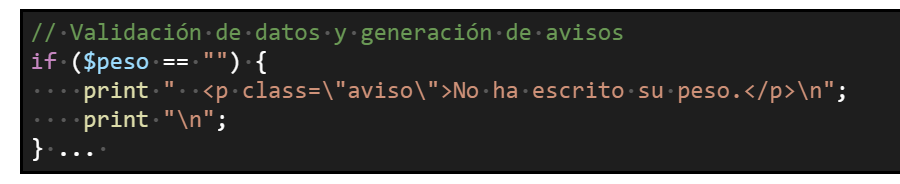 // Validación de datos y generación de avisos
if ($peso == "") {
    print "  <p class=\"aviso\">No ha escrito su peso.</p>\n";
    print "\n";
} ...